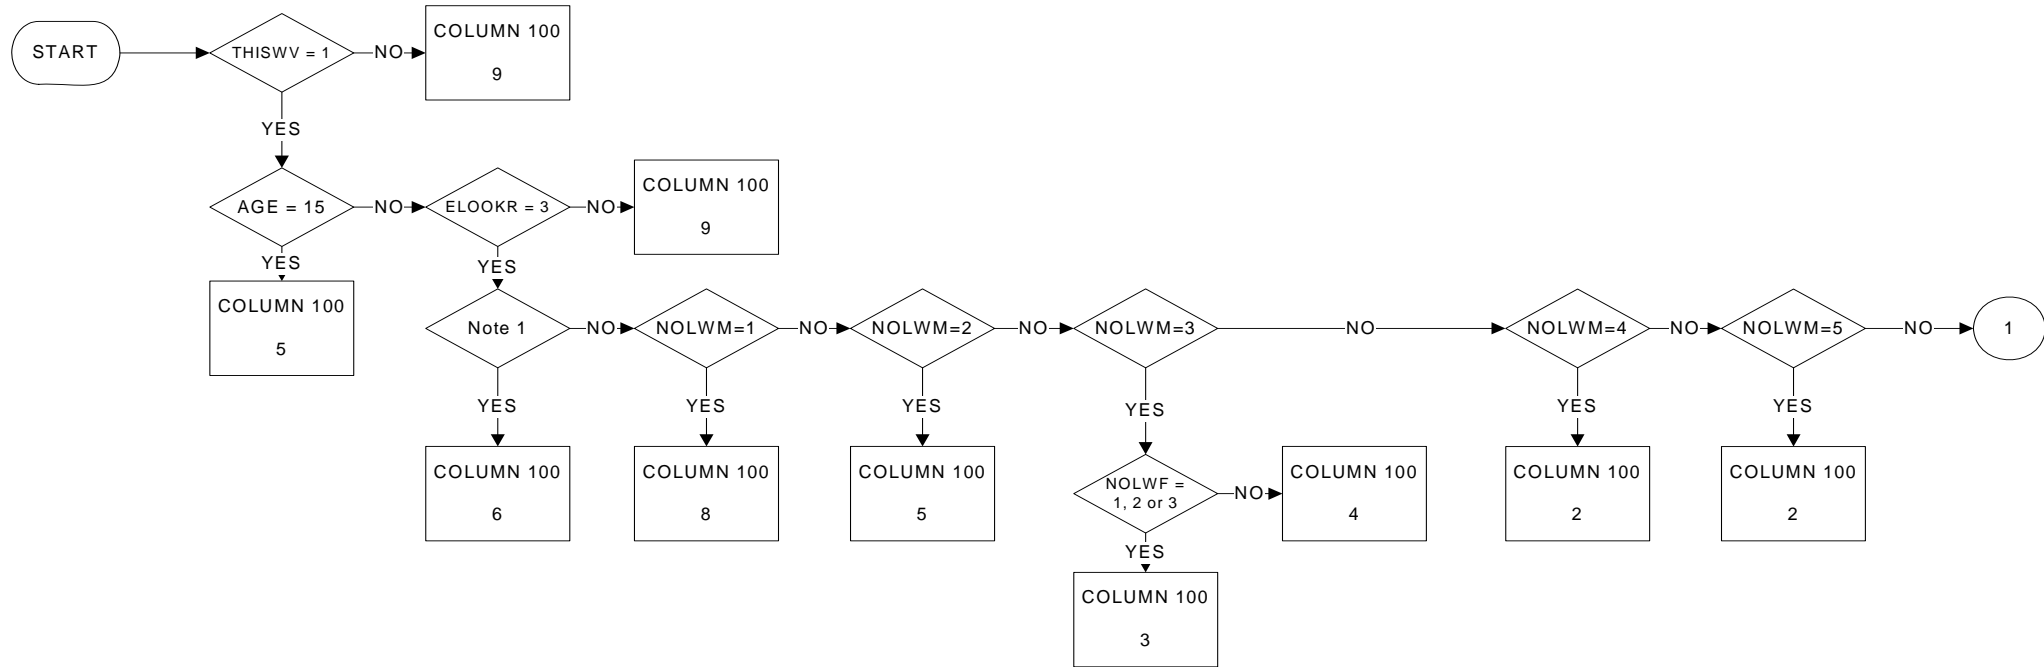 START
THISWV = 1
NO
COLUMN 100
9
YES
AGE = 15
NO
ELOOKR = 3
NO
COLUMN 100
9
YES
COLUMN 100
5
YES
Note 1
NO
NOLWM=1
NO
NOLWM=2
NO
NOLWM=3
NO
NOLWM=4
NO
NOLWM=5
NO
1
YES
YES
YES
YES
YES
YES
COLUMN 100
6
COLUMN 100
8
COLUMN 100
5
NOLWF =
1, 2 or 3
NO
COLUMN 100
4
COLUMN 100
2
COLUMN 100
2
YES
COLUMN 100
3